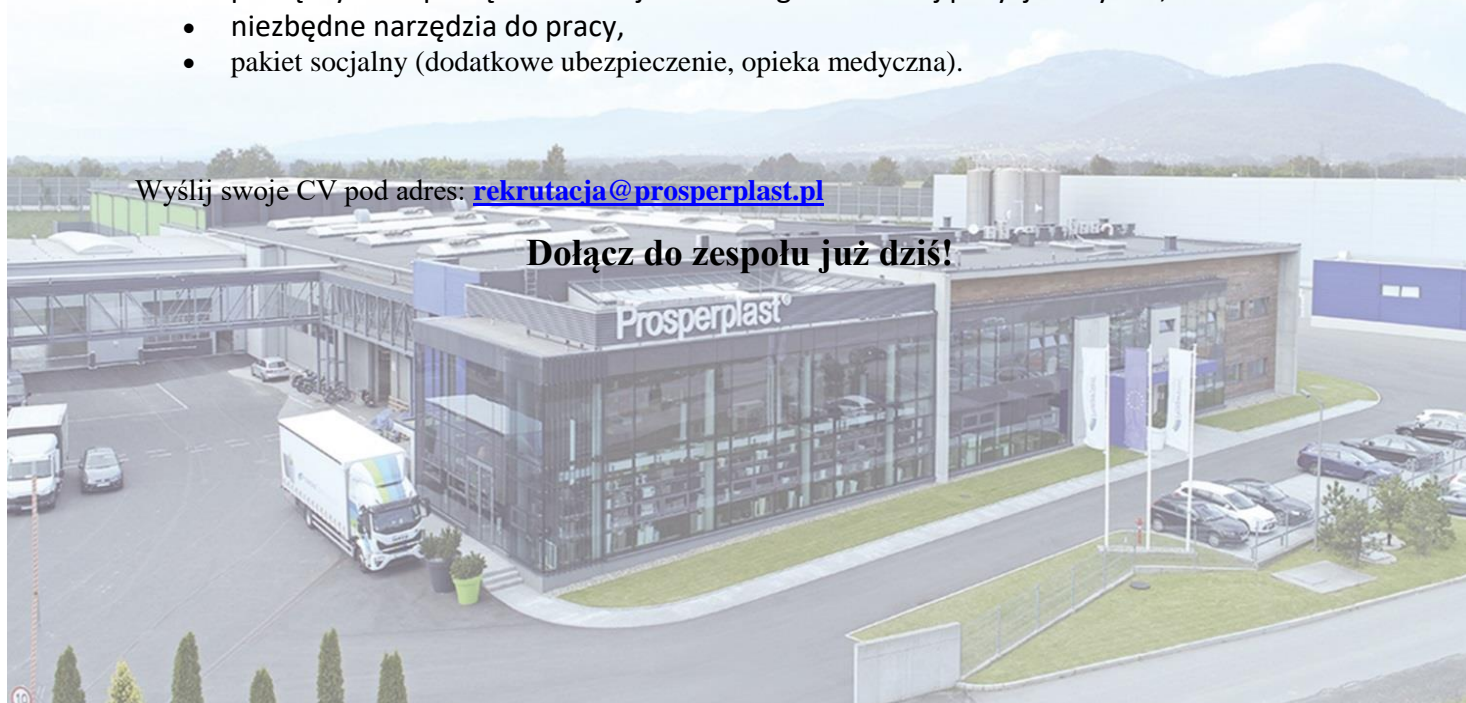 • niezbędne narzędzia do pracy,
• pakiet socjalny (dodatkowe ubezpieczenie, opieka medyczna).
Wyślij swoje CV pod adres: rekrutacja@prosperplast.pl
Dołącz do zespołu już dziś!
Prosperplast®